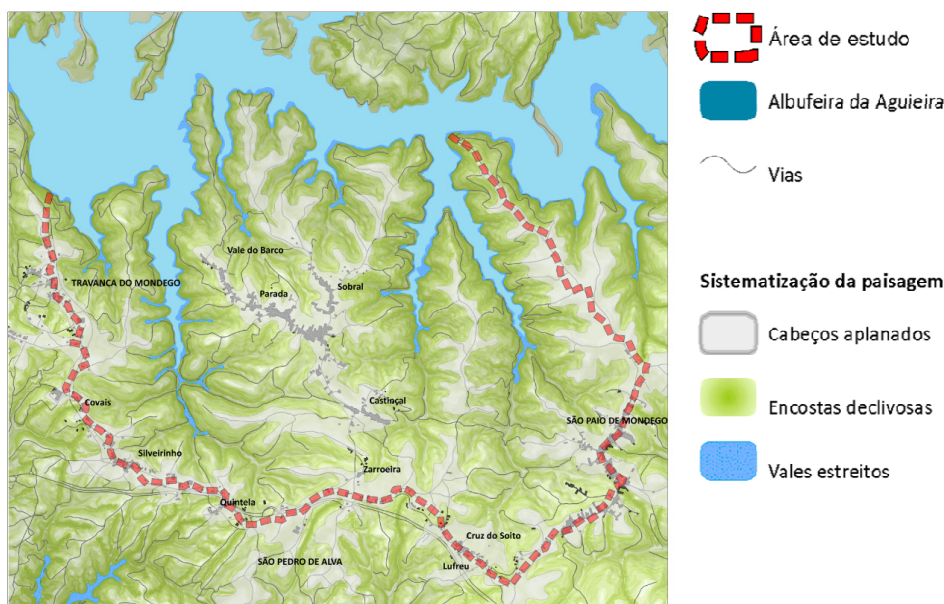 Área de estudo
Albufeira da Aguieira
Vias
Sistematização da paisagem
Cabeços aplanados
Encostas declivosas
Vales estreitos
Vale do Barco
TRAVANCA DO MONDEGO
Parada
Sobral
Covais
Castinçal
SÃO PAIO DE MONDEGO
Silveirinho
Zarroeira
Quintela
Cruz do Soito
SÃO PEDRO DE ALVA
Lufreu